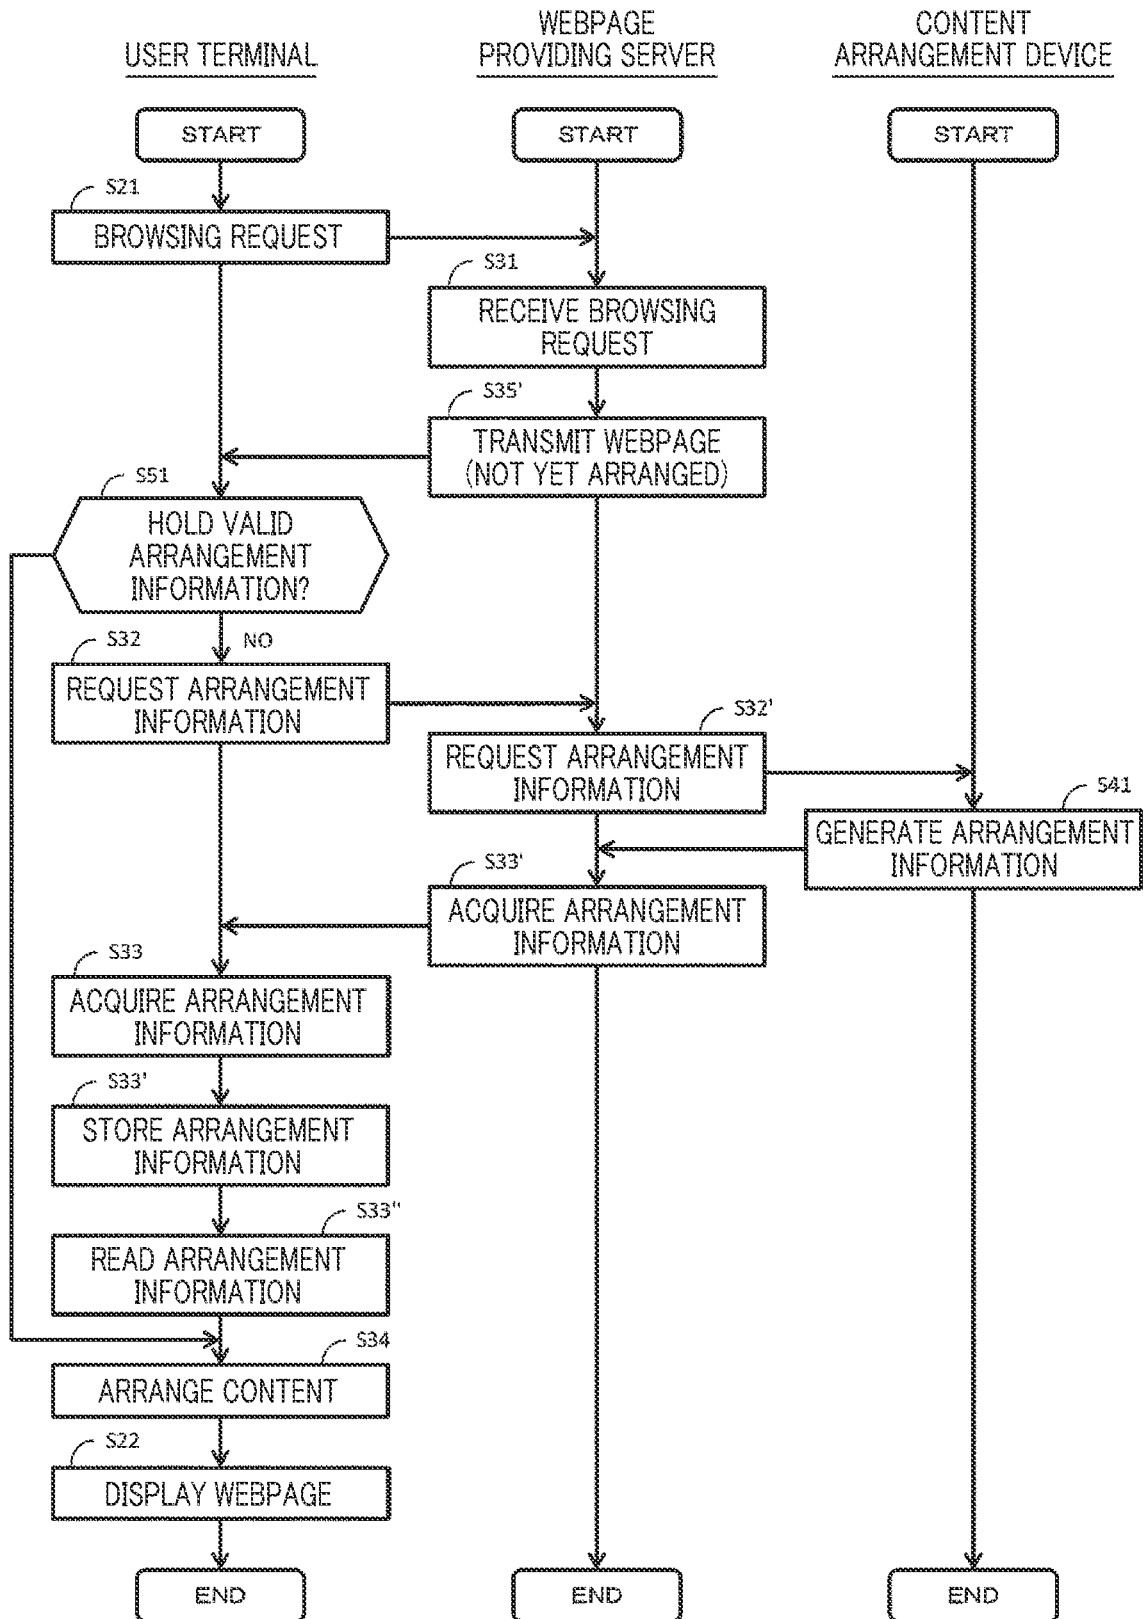 USER TERMINAL
WEBPAGE
PROVIDING SERVER
CONTENT
ARRANGEMENT DEVICE
START
START
START
S21
BROWSING REQUEST
S31
RECEIVE BROWSING
REQUEST
S35'
TRANSMIT WEBPAGE
(NOT YET ARRANGED)
S51
HOLD VALID
ARRANGEMENT
INFORMATION?
NO
S32
REQUEST ARRANGEMENT
INFORMATION
S32'
REQUEST ARRANGEMENT
INFORMATION
S41
GENERATE ARRANGEMENT
INFORMATION
S33'
ACQUIRE ARRANGEMENT
INFORMATION
S33
ACQUIRE ARRANGEMENT
INFORMATION
S33'
STORE ARRANGEMENT
INFORMATION
S33"
READ ARRANGEMENT
INFORMATION
S34
ARRANGE CONTENT
S22
DISPLAY WEBPAGE
END
END
END